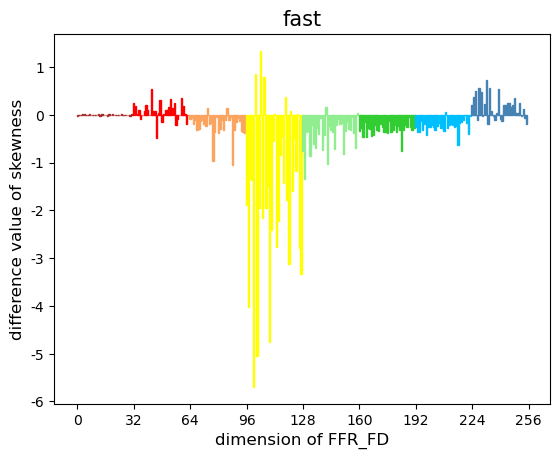 fast
difference value of skewness
1
0
-1
-2
-3
-4
-5
-6
0 32 64 96 128 160 192 224 256
dimension of FFR_FD